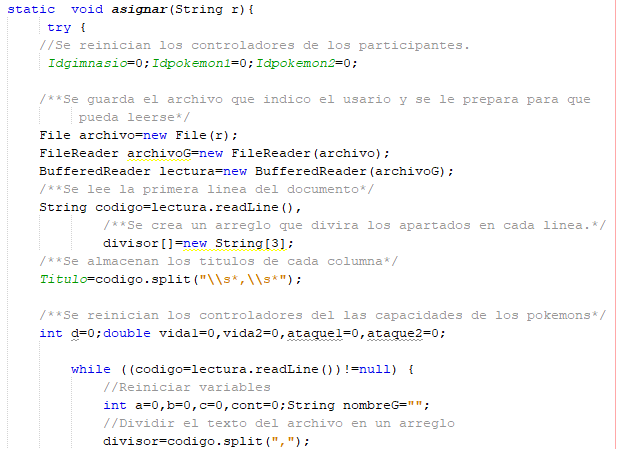 static  void asignar(String r){
try {
//Se reinician los controladores de los participantes.
Idgimnasio=0;Idpokemon1=0;Idpokemon2=0;
/**Se guarda el archivo que indico el usario y se le prepara para que
pueda leerse*/
File archivo=new File(r);
FileReader archivoG=new FileReader(archivo);
BufferedReader lectura=new BufferedReader(archivoG);
/**Se lee la primera linea del documento*/
String codigo=lectura.readLine(),
/**Se crea un arreglo que divira los apartados en cada linea.*/
divisor[]=new String[3];
/**Se almacenan los titulos de cada columna*/
Titulo=codigo.split("\\s*,\\s*");
/**Se reinician los controladores del las capacidades de los pokemons*/
int d=0;double vida1=0,vida2=0,ataque1=0,ataque2=0;
while ((codigo=lectura.readLine())!=null) {
//Reiniciar variables
int a=0,b=0,c=0,cont=0;String nombreG="";
//Dividir el texto del archivo en un arreglo
divisor=codigo.split(",");